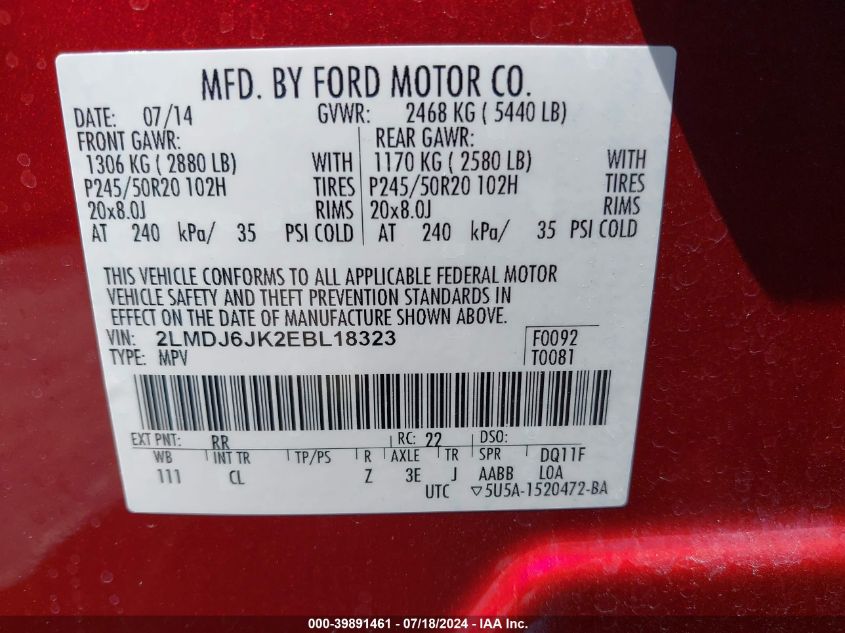 MFD. BY FORD MOTOR CO.
DATE: 07/14 GVWR: 2468 KG ( 5440 LB)
FRONT GAWR: REAR GAWR:
1306 KG ( 2880 LB) WITH 1170 KG ( 2580 LB) WITH
P245/50R20 102H TIRES P245/50R20 102H TIRES
20x8.0J RIMS 20x8.0J RIMS
AT 240 kPa/ 35 PSI COLD AT 240 kPa/ 35 PSI COLD
THIS VEHICLE CONFORMS TO ALL APPLICABLE FEDERAL MOTOR
VEHICLE SAFETY AND THEFT PREVENTION STANDARDS IN
EFFECT ON THE DATE OF MANUFACTURE SHOWN ABOVE.
VIN: 2LMDJ6JK2EBL18323 F0092
TYPE: MPV T0081
EXT PNT: RR RC: 22 DSO:
WB INT TR TP/PS R AXLE TR SPR DQ11F
111 CL Z 3E J AABB LOA
UTC ▽5U5A-1520472-BA
000-39891461 - 07/18/2024 - IAA Inc.